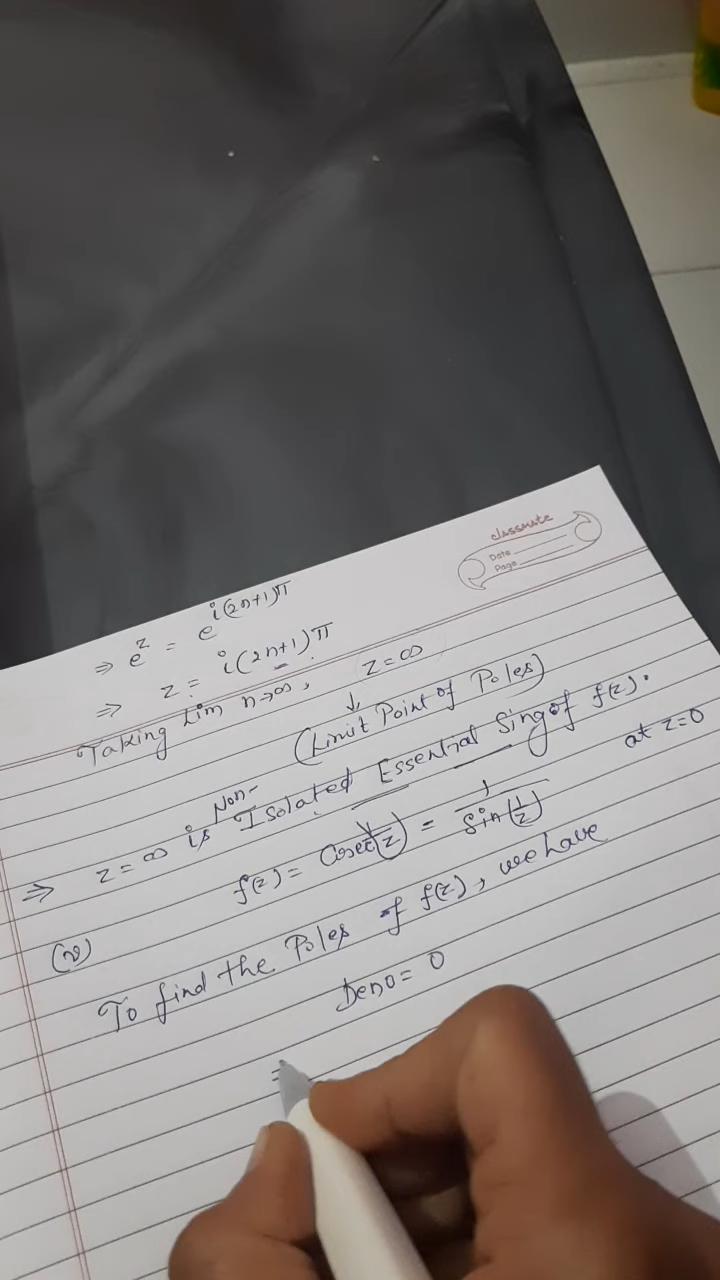 classmate
Date
Page
⇒ e^z = e^{i(2n+1)π}
⇒ z = i(2n+1)π
Taking Lim n→∞, z=∞
↓
(Limit Point of Poles)
⇒ z=∞ is Non-Isolated Essential Sing of f(z).
(v) f(z) = Cosec(1/z) = 1/Sin(1/z) at z=0
To find the Poles of f(z), we have
Deno = 0
=